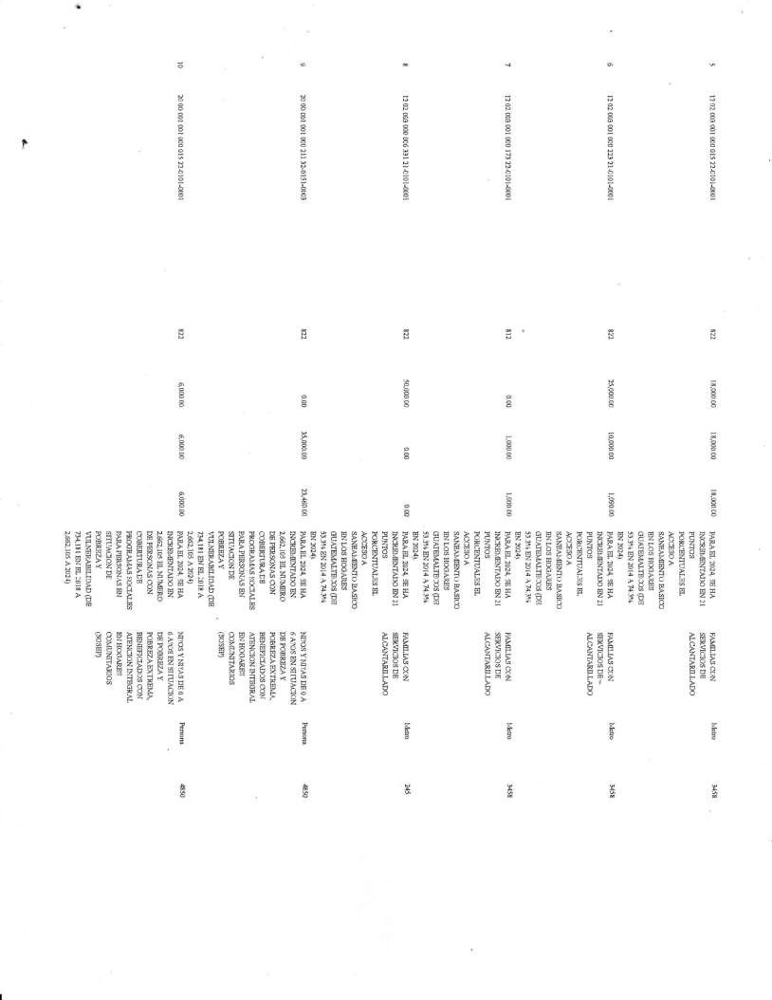 5 12 02 003 001 000 015 22-0101-0001 822 18,000.00 18,000.00 18,000.00 PARA EL 2024, SE HA FAMILIAS CON Metro 3458
INCREMENTADO EN 21 SERVICIOS DE
PUNTOS ALCANTARILLADO
PORCENTUALES EL
ACCESO A
SANEAMIENTO BASICO
EN LOS HOGARES
GUATEMALTECOS (DE
53.3% EN 2014 A 74.3%
EN 2024)
6 12 02 003 001 000 223 21-0101-0001 822 25,000.00 10,000.00 1,090.00 PARA EL 2024, SE HA FAMILIAS CON Metro 3458
INCREMENTADO EN 21 SERVICIOS DE
PUNTOS ALCANTARILLADO
PORCENTUALES EL
ACCESO A
SANEAMIENTO BASICO
EN LOS HOGARES
GUATEMALTECOS (DE
53.3% EN 2014 A 74.3%
EN 2024)
7 12 02 003 001 000 173 22-0101-0001 812 0.00 1,000.00 1,000.00 PARA EL 2024, SE HA FAMILIAS CON Metro 3458
INCREMENTADO EN 21 SERVICIOS DE
PUNTOS ALCANTARILLADO
PORCENTUALES EL
ACCESO A
SANEAMIENTO BASICO
EN LOS HOGARES
GUATEMALTECOS (DE
53.3% EN 2014 A 74.3%
EN 2024)
8 12 02 003 000 006 331 21-0101-0001 822 50,000.00 0.00 0.00 PARA EL 2024, SE HA FAMILIAS CON Metro 245
INCREMENTADO EN 21 SERVICIOS DE
PUNTOS ALCANTARILLADO
PORCENTUALES EL
ACCESO A
SANEAMIENTO BASICO
EN LOS HOGARES
GUATEMALTECOS (DE
53.3% EN 2014 A 74.3%
EN 2024)
9 20 00 001 001 000 211 32-0151-0003 822 0.00 35,000.00 23,460.00 PARA EL 2024, SE HA NIÑOS Y NIÑAS DE 0 A Persona 4850
INCREMENTADO EN 6 AÑOS EN SITUACION
2,662,105 EL NUMERO DE POBREZA Y
DE PERSONAS CON POBREZA EXTREMA,
COBERTURA DE BENEFICIADOS CON
PROGRAMAS SOCIALES ATENCION INTEGRAL
PARA PERSONAS EN EN HOGARES
SITUACION DE COMUNITARIOS
POBREZA Y (SOSEP)
VULNERABILIDAD (DE
794,181 EN EL 2018 A
2,662,105 A 2024)
10 20 00 001 001 000 015 22-0101-0001 822 6,000.00 6,000.00 6,000.00 PARA EL 2024, SE HA NIÑOS Y NIÑAS DE 0 A Persona 4850
INCREMENTADO EN 6 AÑOS EN SITUACION
2,662,105 EL NUMERO DE POBREZA Y
DE PERSONAS CON POBREZA EXTREMA,
COBERTURA DE BENEFICIADOS CON
PROGRAMAS SOCIALES ATENCION INTEGRAL
PARA PERSONAS EN EN HOGARES
SITUACION DE COMUNITARIOS
POBREZA Y (SOSEP)
VULNERABILIDAD (DE
794,181 EN EL 2018 A
2,662,105 A 2024)